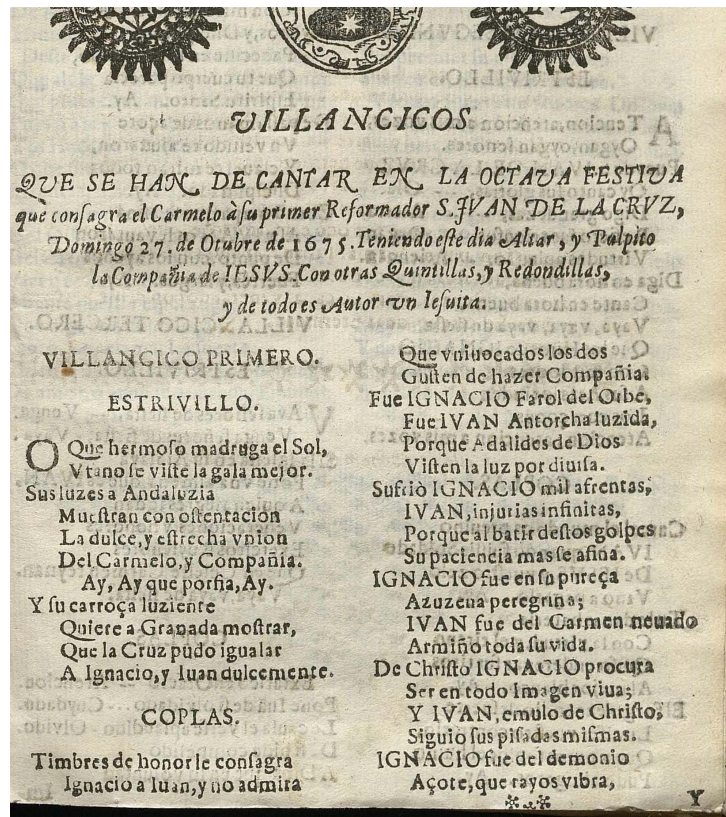 VILLANCICOS
QVE SE HAN DE CANTAR EN LA OCTAVA FESTIVA
que consagra el Carmelo à su primer Reformador S. JVAN DE LA CRVZ,
Domingo 27. de Otubre de 1675. Teniendo este dia Altar, y Pulpito
la Compañia de IESVS. Con otras Quintillas, y Redondillas,
y de todo es Autor vn Iesuita.
VILLANCICO PRIMERO.
ESTRIVILLO.
O Que hermoso madruga el Sol,
Vfano se viste la gala mejor.
Sus luzes a Andaluzia
Muestran con ostentacion
La dulce, y estrecha vnion
Del Carmelo, y Compañia.
Ay, Ay que porfia, Ay.
Y su carroça luziente
Quiere a Granada mostrar,
Que la Cruz pudo igualar
A Ignacio, y Iuan dulcemente.
COPLAS.
Timbres de honor le consagra
Ignacio a Iuan, y no admira
Que vniuocados los dos
Gusten de hazer Compañia.
Fue IGNACIO Farol del Orbe,
Fue IVAN Antorcha luzida,
Porque Adalides de Dios
Visten la luz por diuisa.
Sufriò IGNACIO mil afrentas,
IVAN, injurias infinitas,
Porque al batir destos golpes
Su paciencia mas se afina.
IGNACIO fue en su pureça
Azuzena peregrina;
IVAN fue del Carmen neuado
Armiño toda su vida.
De Christo IGNACIO procura
Ser en todo Imagen viua;
Y IVAN, emulo de Christo,
Siguio sus pisadas mismas.
IGNACIO fue del demonio
Açote, que rayos vibra,
Y